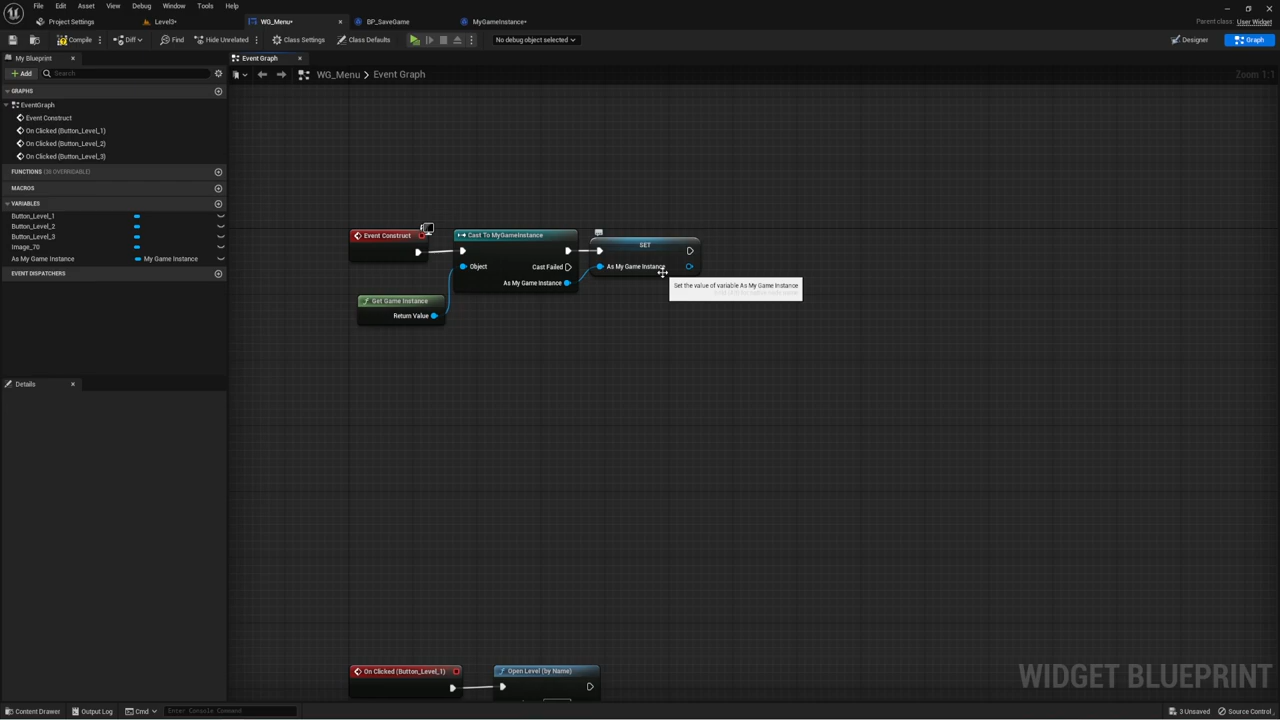 File Edit Asset View Debug Window Tools Help
Project Settings Level3• WG_Menu• BP_SaveGame MyGameInstance•
Parent class: User Widget
Compile Diff Find Hide Unrelated Class Settings Class Defaults No debug object selected Designer Graph
My Blueprint Event Graph
Add Search WG_Menu > Event Graph Zoom 1:1
GRAPHS
EventGraph
Event Construct
On Clicked (Button_Level_1)
On Clicked (Button_Level_2)
On Clicked (Button_Level_3)
FUNCTIONS (38 OVERRIDABLE)
MACROS
VARIABLES
Button_Level_1
Button_Level_2
Button_Level_3
Image_70
As My Game Instance My Game Instance
EVENT DISPATCHERS
Details
Event Construct
Cast To MyGameInstance
Object
Cast Failed
As My Game Instance
SET
As My Game Instance
Set the value of variable As My Game Instance
Get Game Instance
Return Value
On Clicked (Button_Level_1)
Open Level (by Name)
WIDGET BLUEPRINT
Content Drawer Output Log Cmd Enter Console Command 3 Unsaved Source Control